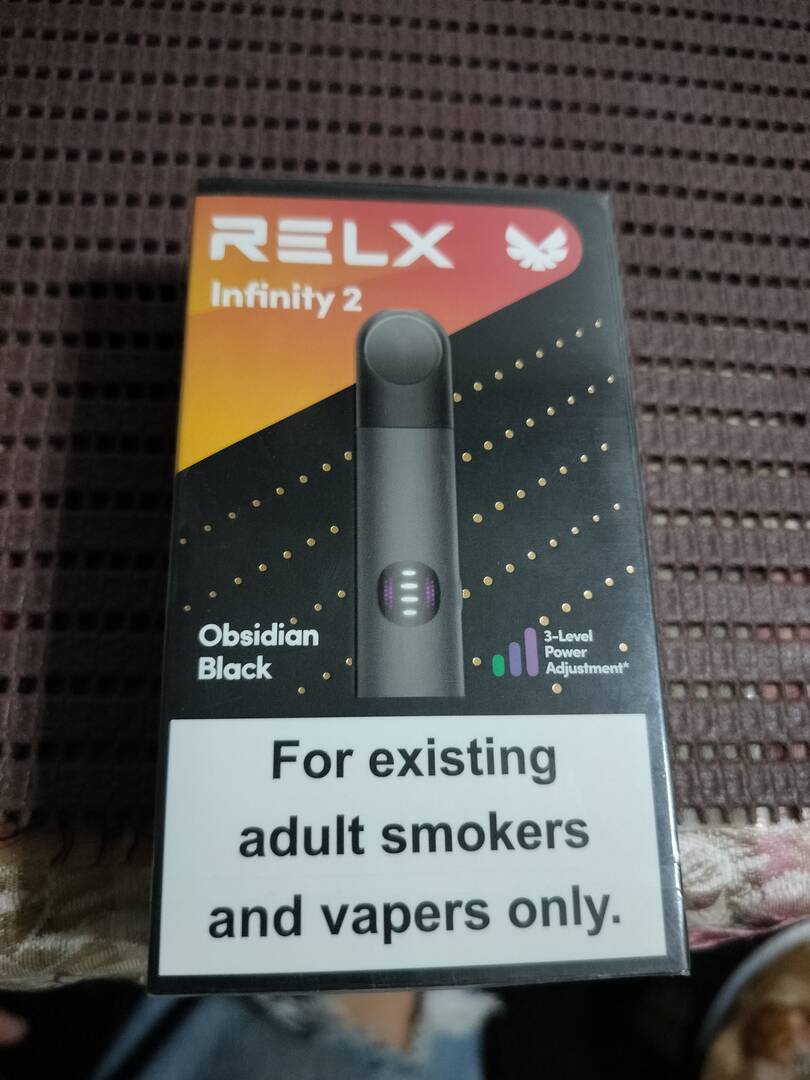 RELX
Infinity 2
Obsidian
Black
3-Level
Power
Adjustment*
For existing
adult smokers
and vapers only.